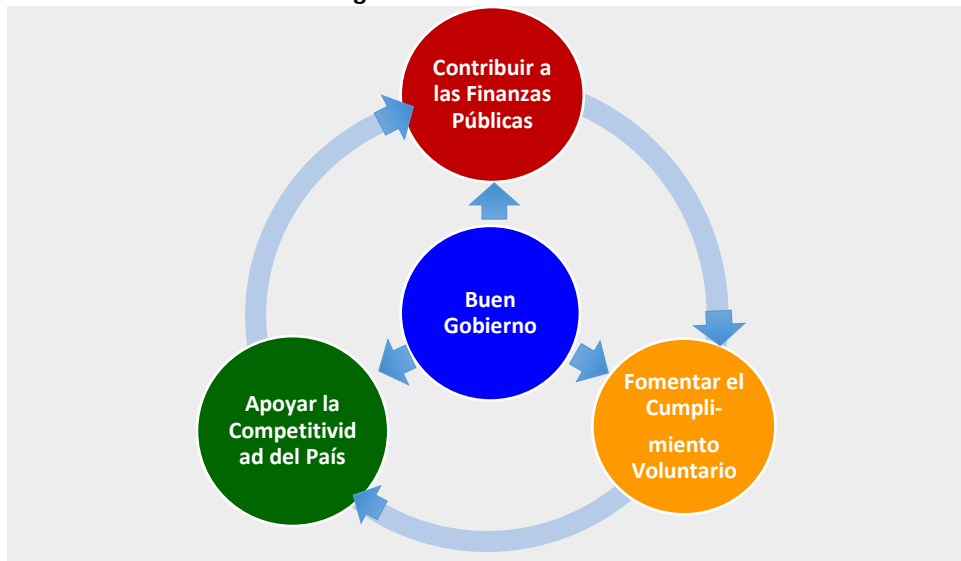 Contribuir a
las Finanzas
Públicas
Buen
Gobierno
Fomentar el
Cumpli-
miento
Voluntario
Apoyar la
Competitivid
ad del País